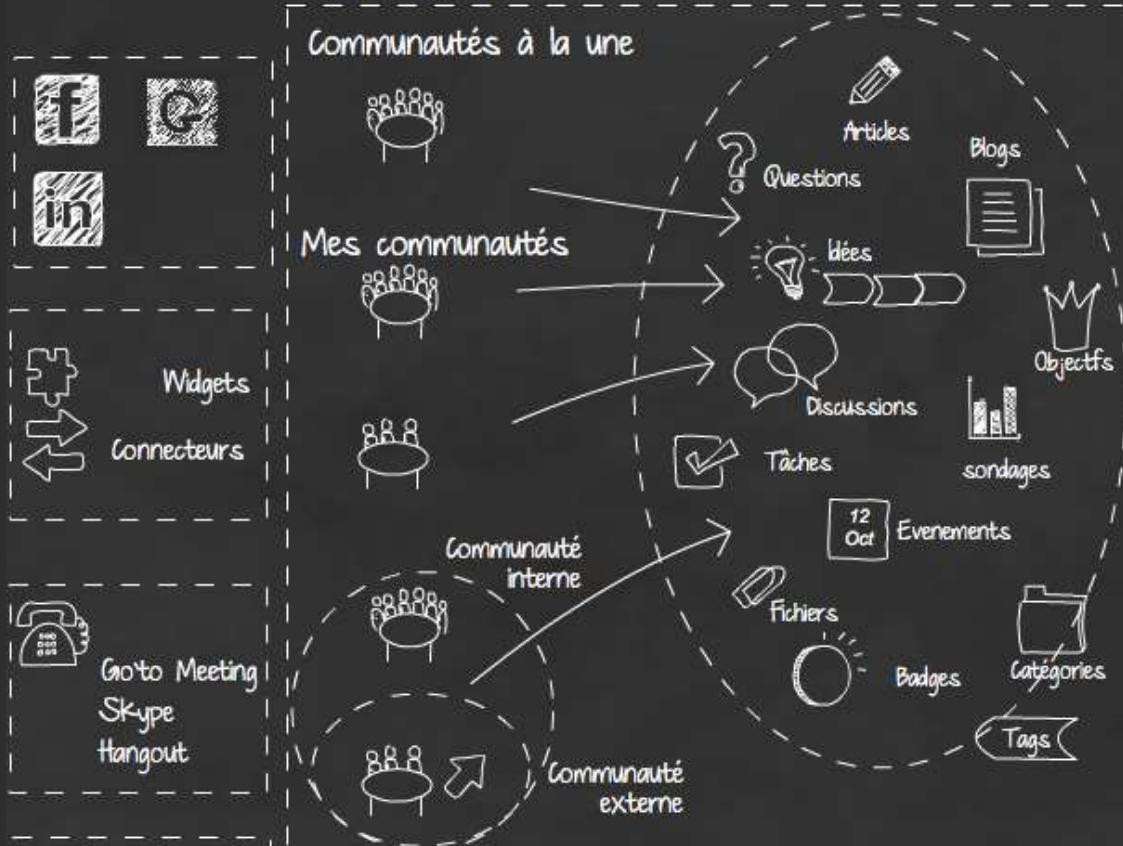 f
G
in
Widgets
Connecteurs
Go'to Meeting
Skype
Hangout
Communautés à la une
Mes communautés
Communauté
interne
Communauté
externe
Articles
Blogs
Questions
Idées
Objectfs
Discussions
sondages
Tâches
12
Oct
Evenements
Fichiers
Badges
Catégories
Tags